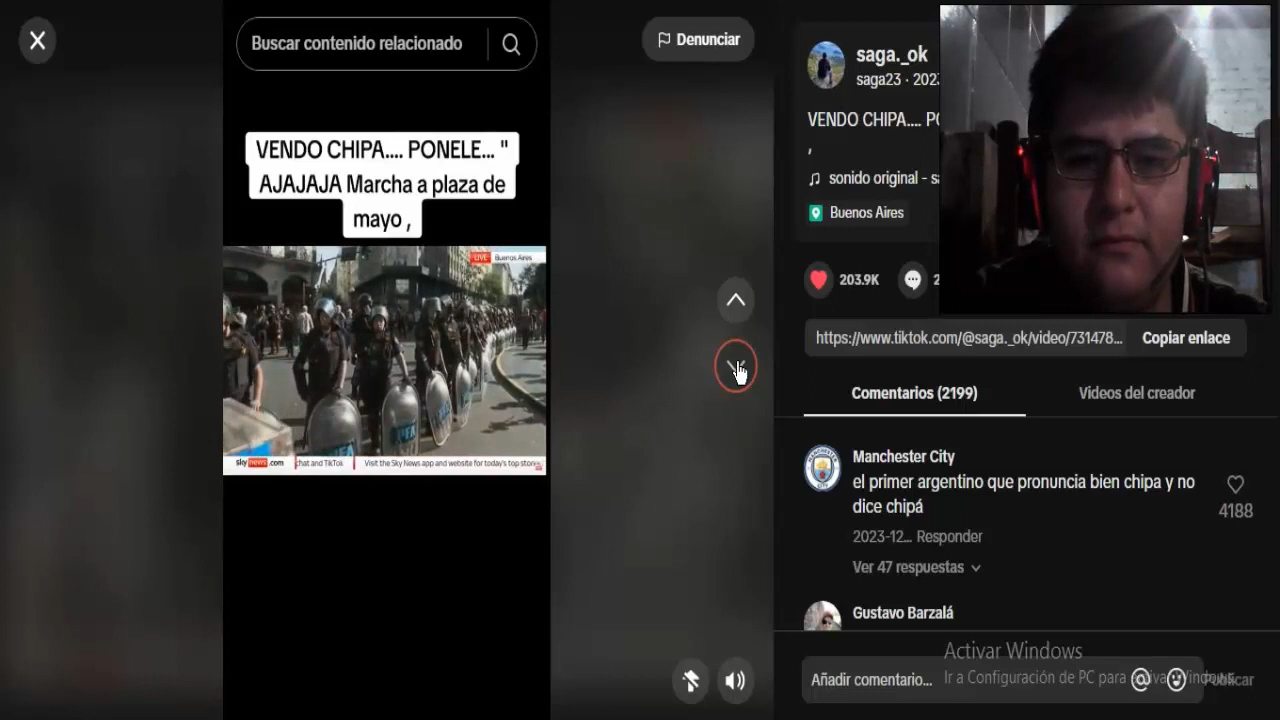 Buscar contenido relacionado
Denunciar
VENDO CHIPA.... PONELE... "
AJAJAJA Marcha a plaza de
mayo ,
LIVE Buenos Aires
PFA
sky news .com
chat and TikTok
Visit the Sky News app and website for today's top
saga._ok
saga23 · 202
VENDO CHIPA....
,
sonido original -
Buenos Aires
203.9K
2
https://www.tiktok.com/@saga._ok/video/731478...
Copiar enlace
Comentarios (2199)
Videos del creador
Manchester City
el primer argentino que pronuncia bien chipa y no
dice chipá
4188
2023-12... Responder
Ver 47 respuestas
Gustavo Barzalá
Activar Windows
Ir a Configuración de PC para
Añadir comentario...
Publicar